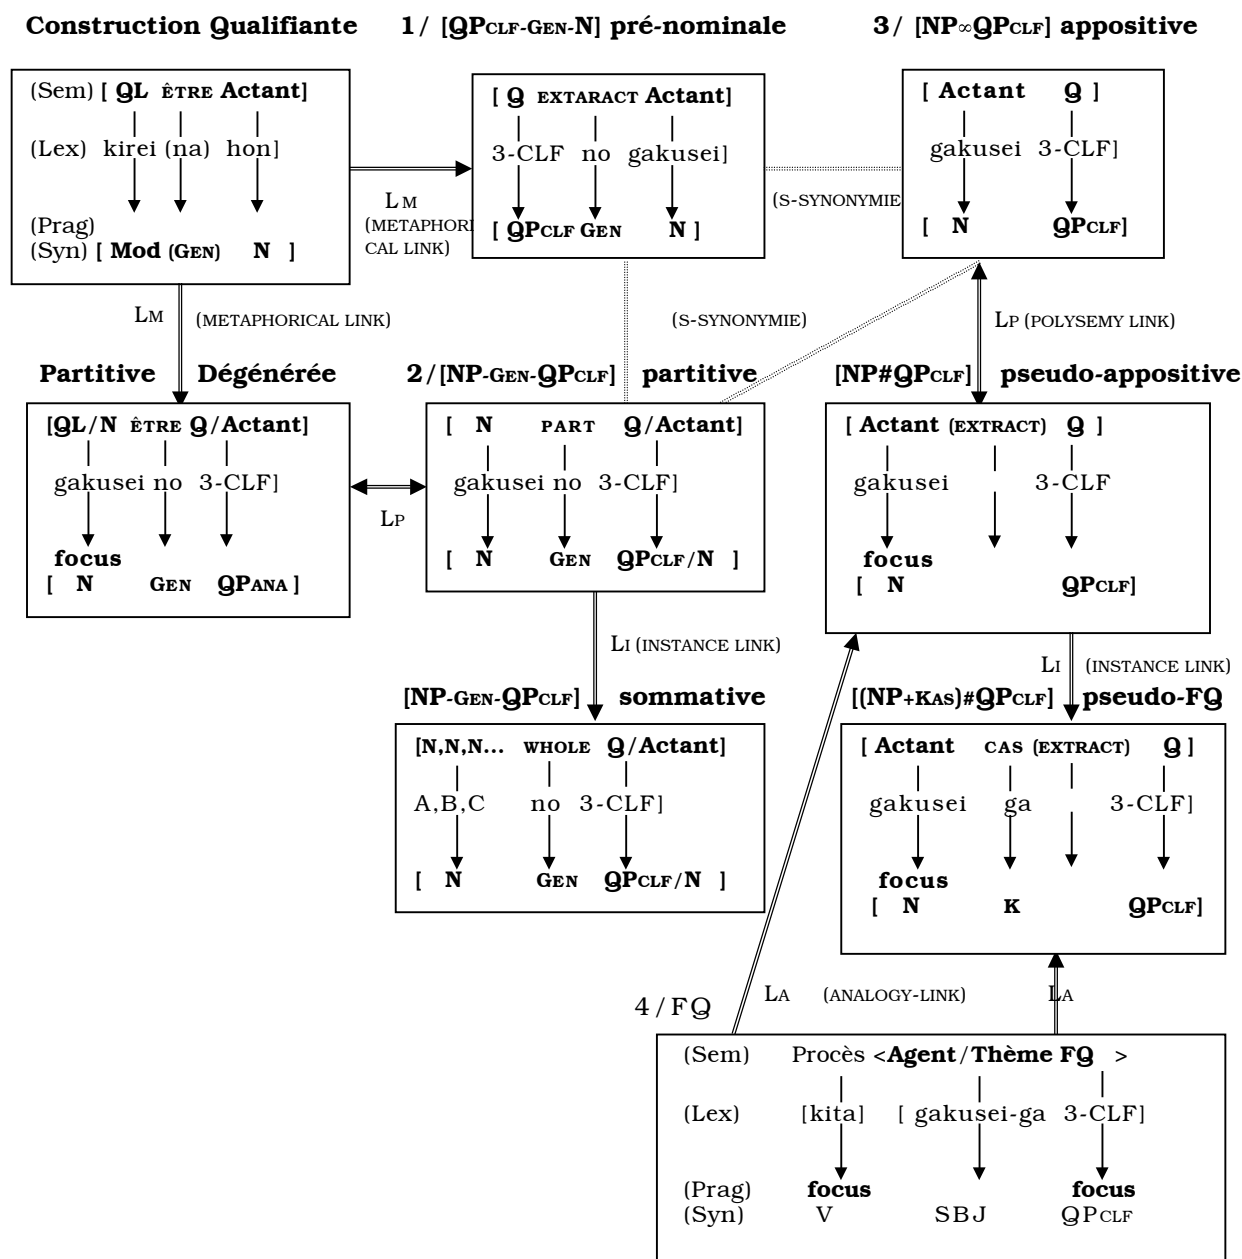 Construction Qualifiante
1/ [QPCLF-GEN-N] pré-nominale
3/ [NP∞QPCLF] appositive
(Sem) [ QL ÊTRE Actant]
(Lex) kirei (na) hon]
(Prag)
(Syn) [ Mod (GEN) N ]
[ Q EXTARACT Actant]
3-CLF no gakusei]
[ QPCLF GEN N ]
[ Actant Q ]
gakusei 3-CLF]
[ N QPCLF]
LM
(METAPHORI
CAL LINK)
(S-SYNONYMIE
LM (METAPHORICAL LINK)
(S-SYNONYMIE)
LP (POLYSEMY LINK)
Partitive Dégénérée
2/[NP-GEN-QPCLF] partitive
[NP#QPCLF] pseudo-appositive
[QL/N ÊTRE Q/Actant]
gakusei no 3-CLF]
focus
[ N GEN QPANA ]
LP
[ N PART Q/Actant]
gakusei no 3-CLF]
[ N GEN QPCLF/N ]
[ Actant (EXTRACT) Q ]
gakusei 3-CLF
focus
[ N QPCLF]
LI (INSTANCE LINK)
LI (INSTANCE LINK)
[NP-GEN-QPCLF] sommative
[(NP+KAS)#QPCLF] pseudo-FQ
[N,N,N... WHOLE Q/Actant]
A,B,C no 3-CLF]
[ N GEN QPCLF/N ]
[ Actant CAS (EXTRACT) Q ]
gakusei ga 3-CLF]
focus
[ N K QPCLF]
4/FQ
LA (ANALOGY-LINK)
LA
(Sem) Procès <Agent/Thème FQ >
(Lex) [kita] [ gakusei-ga 3-CLF]
(Prag) focus focus
(Syn) V SBJ QPCLF